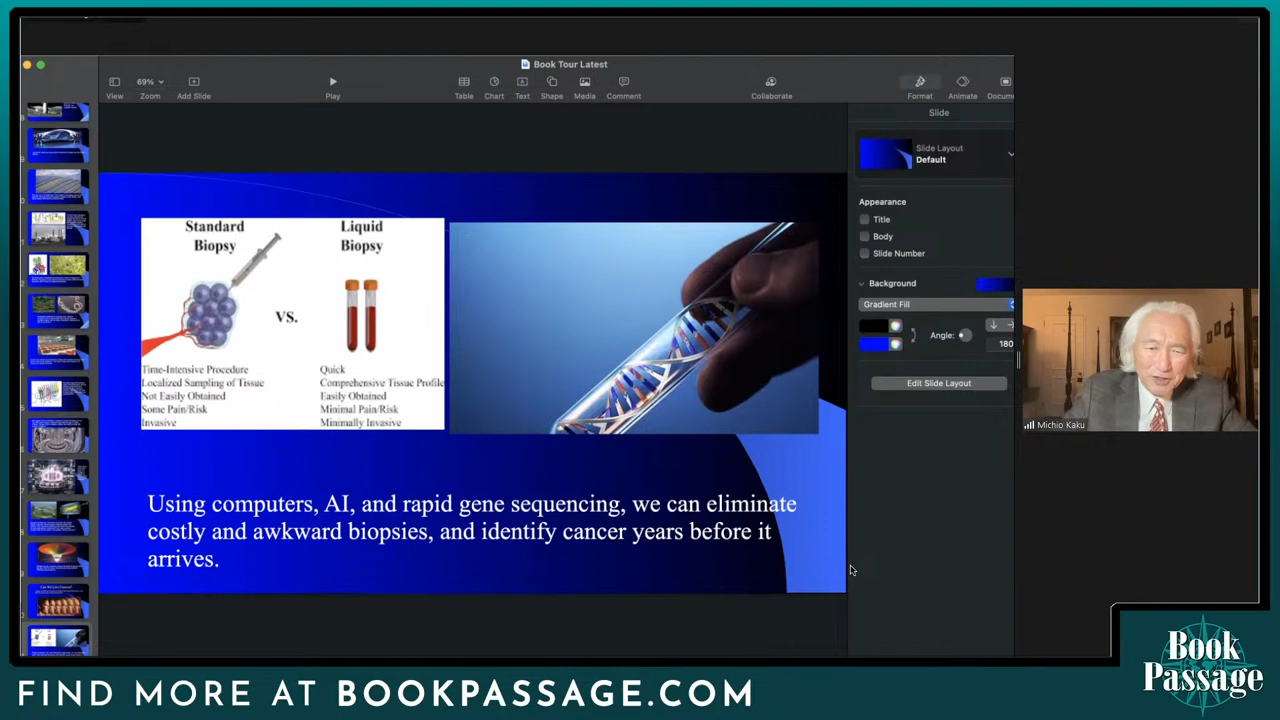 Book Tour Latest
69%
View
Zoom
Add Slide
Play
Table
Chart
Text
Shape
Media
Comment
Collaborate
Format
Animate
Docum
Slide
Slide Layout
Default
Appearance
Title
Body
Slide Number
Background
Gradient Fill
Angle:
180
Edit Slide Layout
Standard
Biopsy
VS.
Liquid
Biopsy
Time-Intensive Procedure
Localized Sampling of Tissue
Not Easily Obtained
Some Pain/Risk
Invasive
Quick
Comprehensive Tissue Profile
Easily Obtained
Minimal Pain/Risk
Minimally Invasive
Using computers, AI, and rapid gene sequencing, we can eliminate
costly and awkward biopsies, and identify cancer years before it
arrives.
Michio Kaku
FIND MORE AT BOOKPASSAGE.COM
Book
Passage